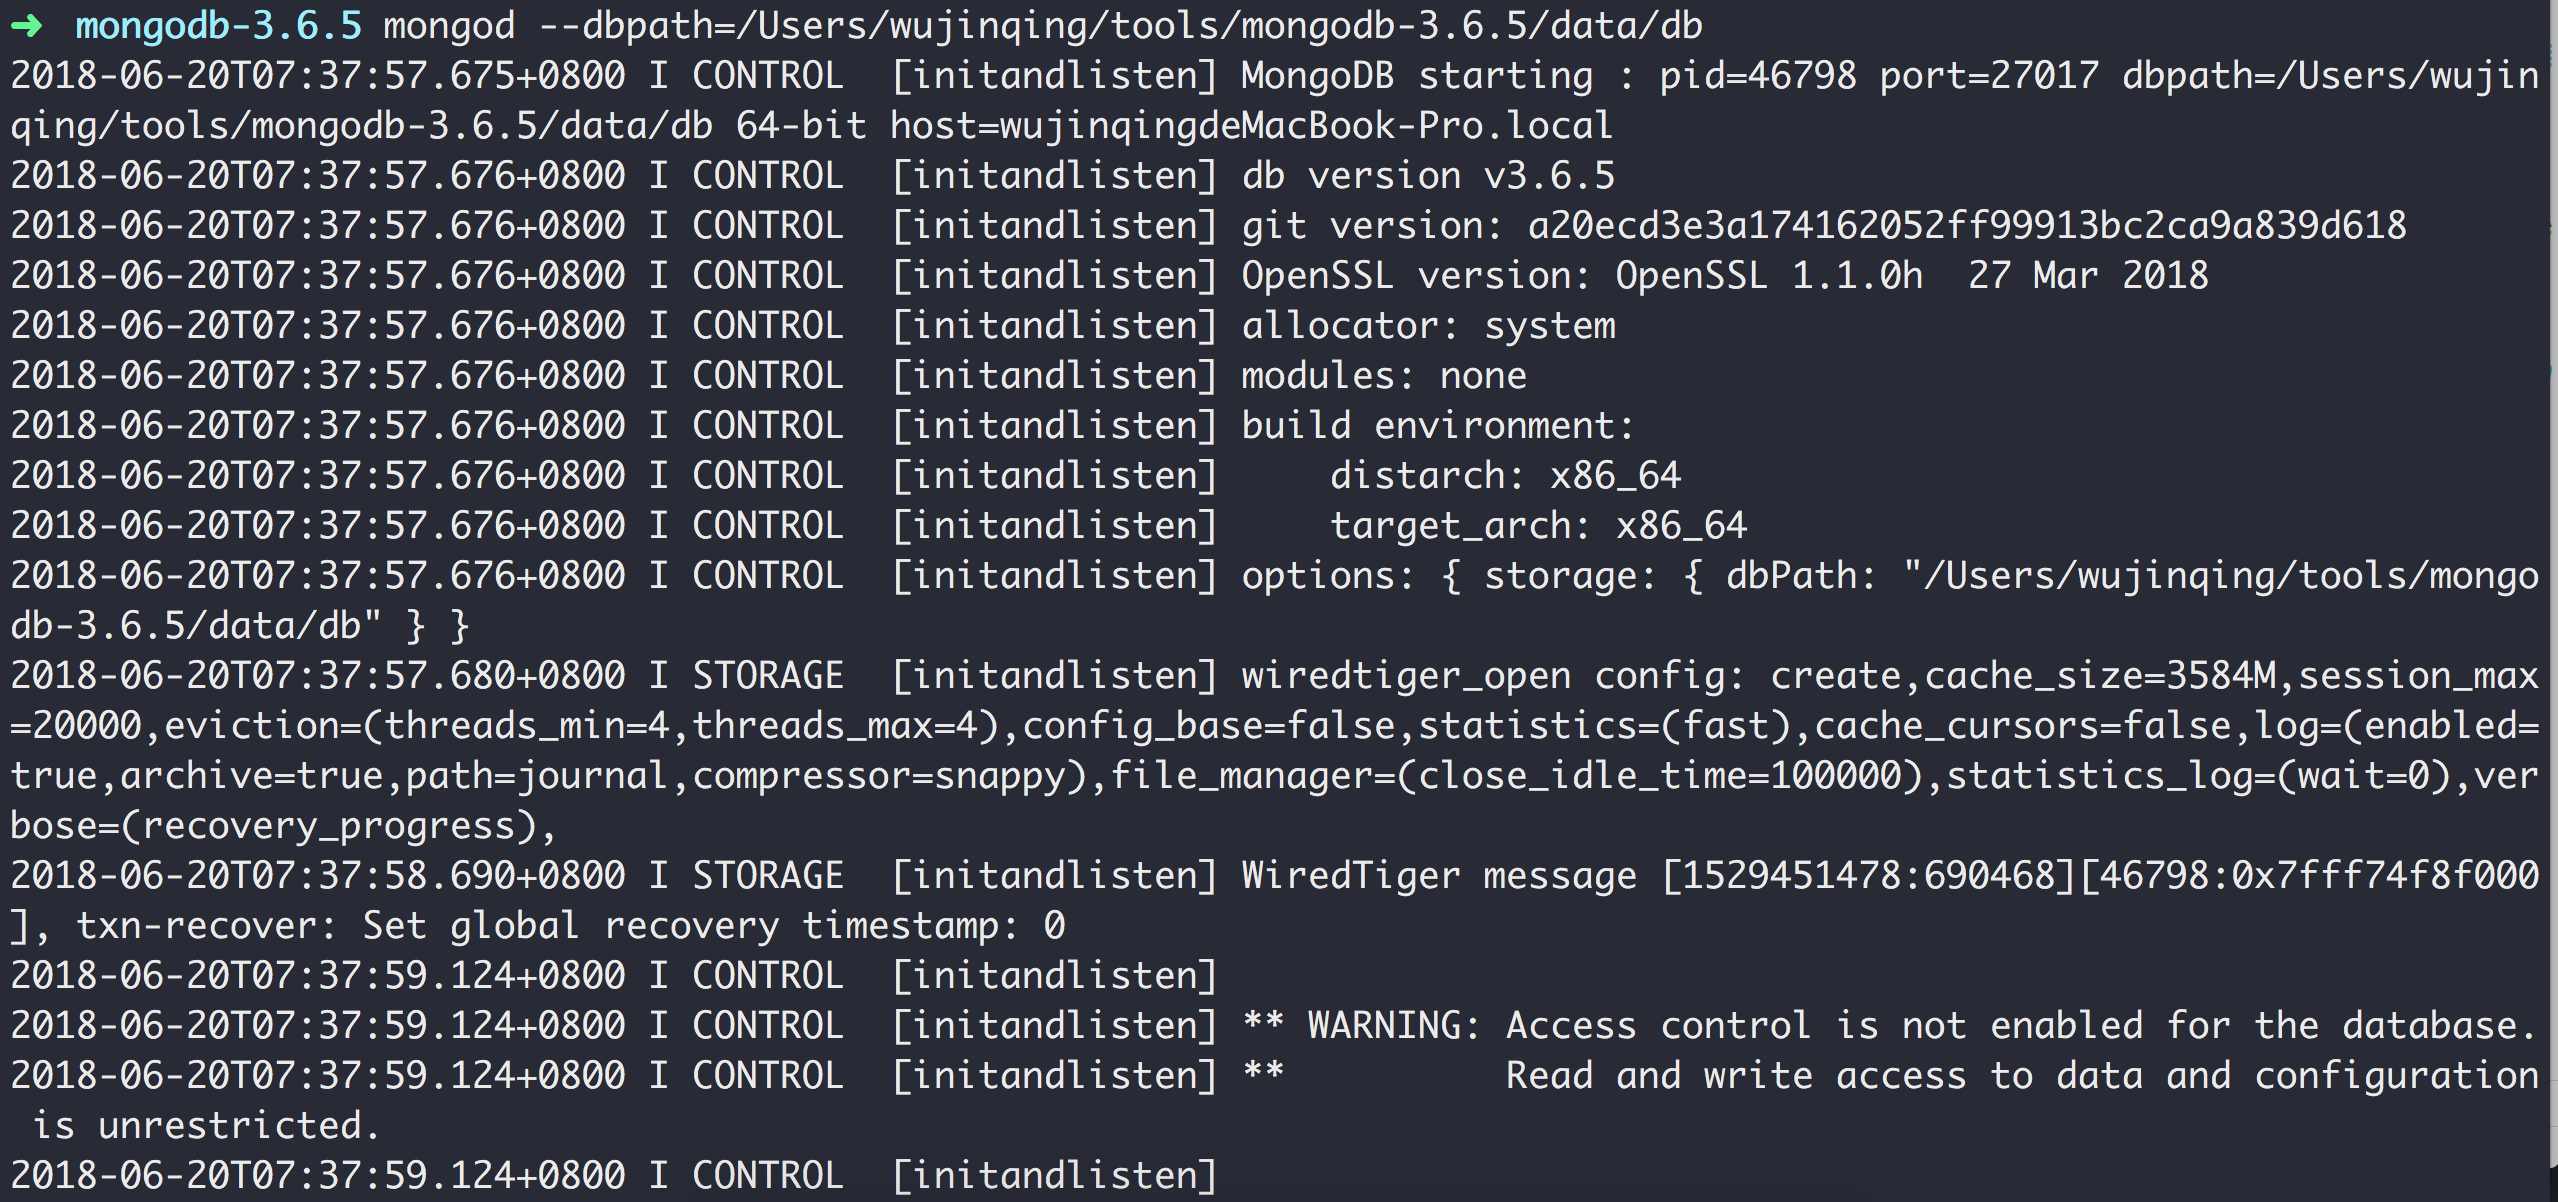 ➜  mongodb-3.6.5 mongod --dbpath=/Users/wujinqing/tools/mongodb-3.6.5/data/db
2018-06-20T07:37:57.675+0800 I CONTROL  [initandlisten] MongoDB starting : pid=46798 port=27017 dbpath=/Users/wujin
qing/tools/mongodb-3.6.5/data/db 64-bit host=wujinqingdeMacBook-Pro.local
2018-06-20T07:37:57.676+0800 I CONTROL  [initandlisten] db version v3.6.5
2018-06-20T07:37:57.676+0800 I CONTROL  [initandlisten] git version: a20ecd3e3a174162052ff99913bc2ca9a839d618
2018-06-20T07:37:57.676+0800 I CONTROL  [initandlisten] OpenSSL version: OpenSSL 1.1.0h  27 Mar 2018
2018-06-20T07:37:57.676+0800 I CONTROL  [initandlisten] allocator: system
2018-06-20T07:37:57.676+0800 I CONTROL  [initandlisten] modules: none
2018-06-20T07:37:57.676+0800 I CONTROL  [initandlisten] build environment:
2018-06-20T07:37:57.676+0800 I CONTROL  [initandlisten]     distarch: x86_64
2018-06-20T07:37:57.676+0800 I CONTROL  [initandlisten]     target_arch: x86_64
2018-06-20T07:37:57.676+0800 I CONTROL  [initandlisten] options: { storage: { dbPath: "/Users/wujinqing/tools/mongo
db-3.6.5/data/db" } }
2018-06-20T07:37:57.680+0800 I STORAGE  [initandlisten] wiredtiger_open config: create,cache_size=3584M,session_max
=20000,eviction=(threads_min=4,threads_max=4),config_base=false,statistics=(fast),cache_cursors=false,log=(enabled=
true,archive=true,path=journal,compressor=snappy),file_manager=(close_idle_time=100000),statistics_log=(wait=0),ver
bose=(recovery_progress),
2018-06-20T07:37:58.690+0800 I STORAGE  [initandlisten] WiredTiger message [1529451478:690468][46798:0x7fff74f8f000
], txn-recover: Set global recovery timestamp: 0
2018-06-20T07:37:59.124+0800 I CONTROL  [initandlisten]
2018-06-20T07:37:59.124+0800 I CONTROL  [initandlisten] ** WARNING: Access control is not enabled for the database.
2018-06-20T07:37:59.124+0800 I CONTROL  [initandlisten] **          Read and write access to data and configuration
 is unrestricted.
2018-06-20T07:37:59.124+0800 I CONTROL  [initandlisten]